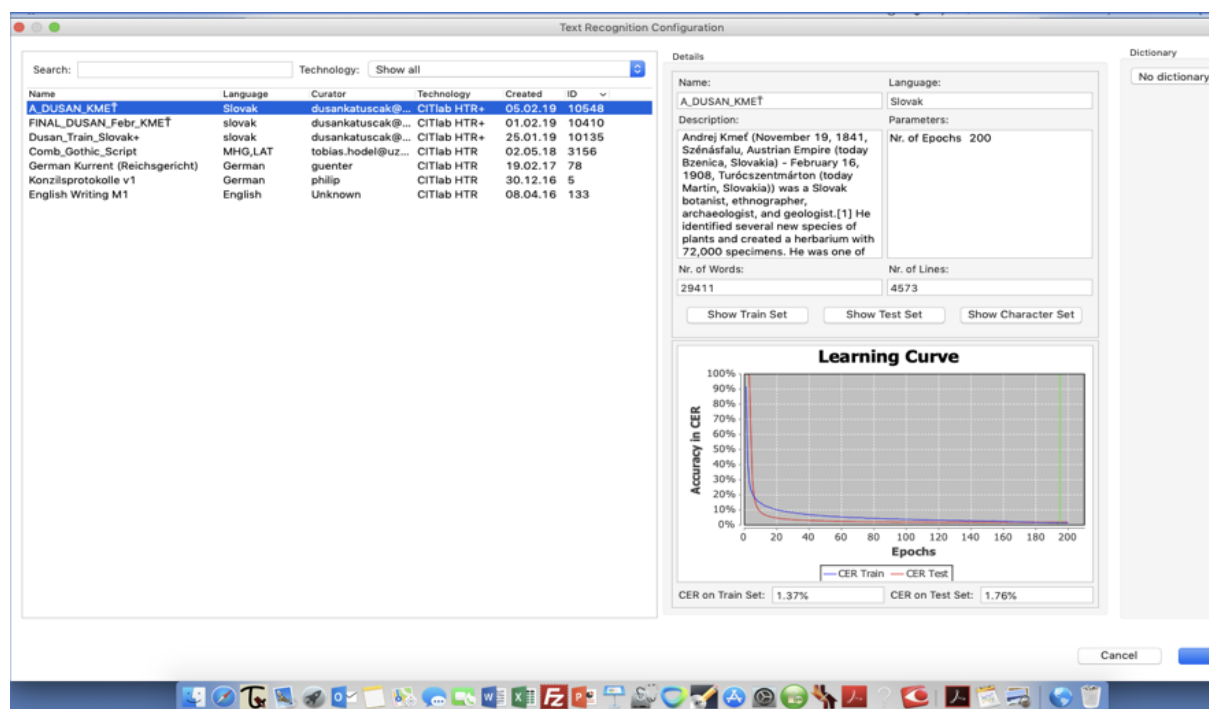 Text Recognition Configuration
Search:
Technology: Show all
Name Language Curator Technology Created ID
A_DUSAN_KMEŤ Slovak dusankatuscak@... CITlab HTR+ 05.02.19 10548
FINAL_DUSAN_Febr_KMEŤ slovak dusankatuscak@... CITlab HTR+ 01.02.19 10410
Dusan_Train_Slovak+ slovak dusankatuscak@... CITlab HTR+ 25.01.19 10135
Comb_Gothic_Script MHG,LAT tobias.hodel@uz... CITlab HTR 02.05.18 3156
German Kurrent (Reichsgericht) German guenter CITlab HTR 19.02.17 78
Konzilsprotokolle v1 German philip CITlab HTR 30.12.16 5
English Writing M1 English Unknown CITlab HTR 08.04.16 133
Details
Name: Language:
A_DUSAN_KMEŤ Slovak
Description: Parameters:
Andrej Kmeť (November 19, 1841, Nr. of Epochs 200
Szénásfalu, Austrian Empire (today
Bzenica, Slovakia) - February 16,
1908, Turócszentmárton (today
Martin, Slovakia)) was a Slovak
botanist, ethnographer,
archaeologist, and geologist.[1] He
identified several new species of
plants and created a herbarium with
72,000 specimens. He was one of
Nr. of Words: Nr. of Lines:
29411 4573
Show Train Set Show Test Set Show Character Set
Learning Curve
Accuracy in CER
100%
90%
80%
70%
60%
50%
40%
30%
20%
10%
0%
0 20 40 60 80 100 120 140 160 180 200
Epochs
CER Train CER Test
CER on Train Set: 1.37% CER on Test Set: 1.76%
Dictionary
No dictionary
Cancel